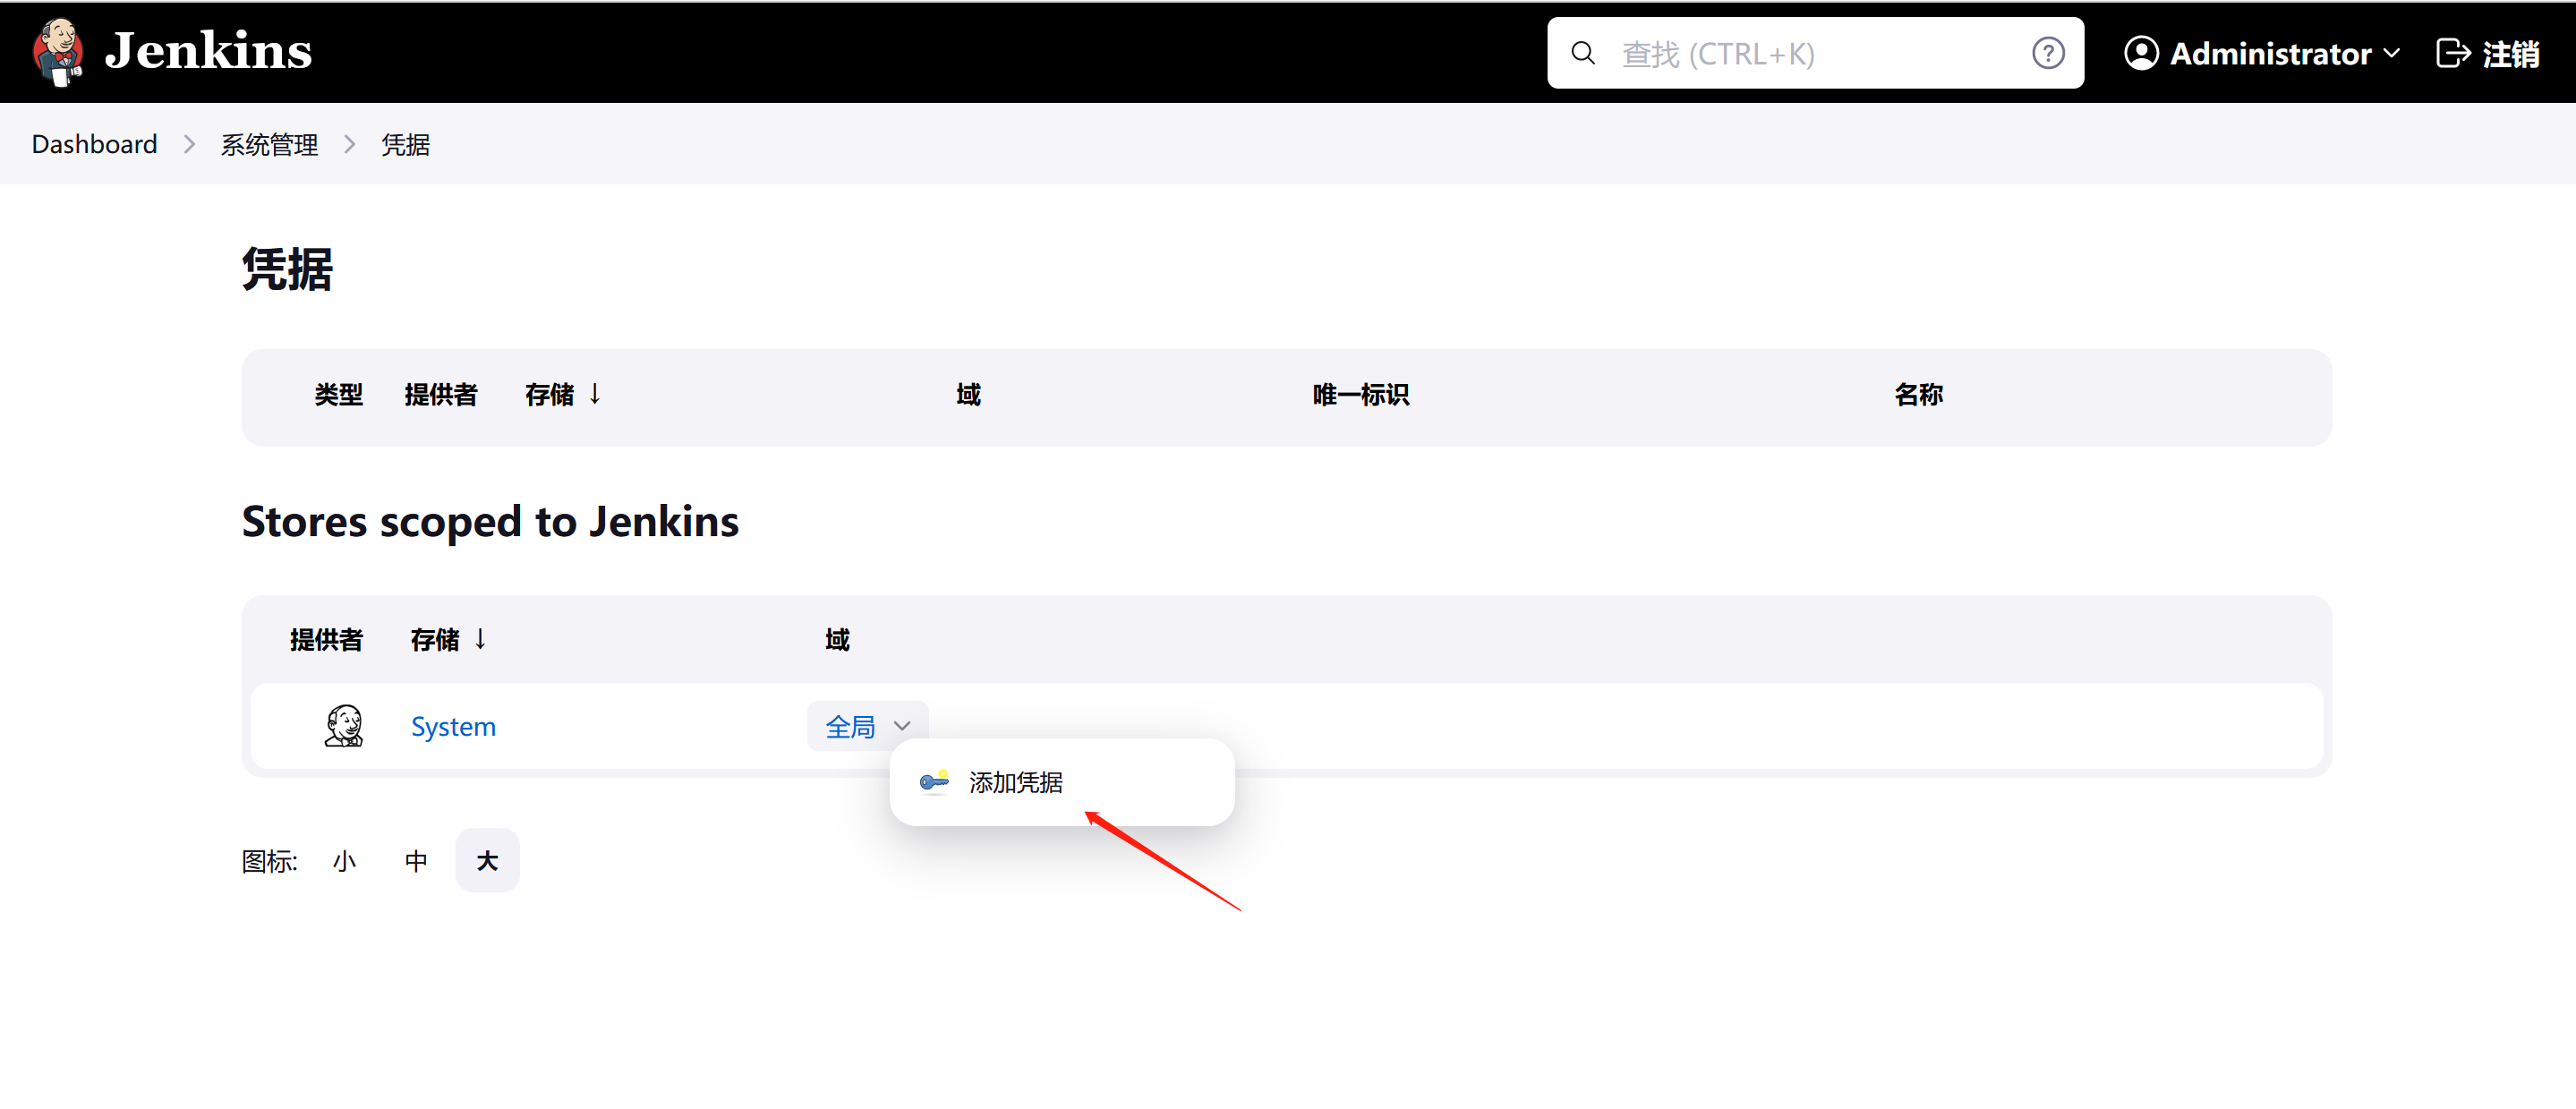 Jenkins 查找 (CTRL+K) Administrator 注销
Dashboard 系统管理 凭据
凭据
类型 提供者 存储 ↓ 域 唯一标识 名称
Stores scoped to Jenkins
提供者 存储 ↓ 域
System 全局
添加凭据
图标: 小 中 大